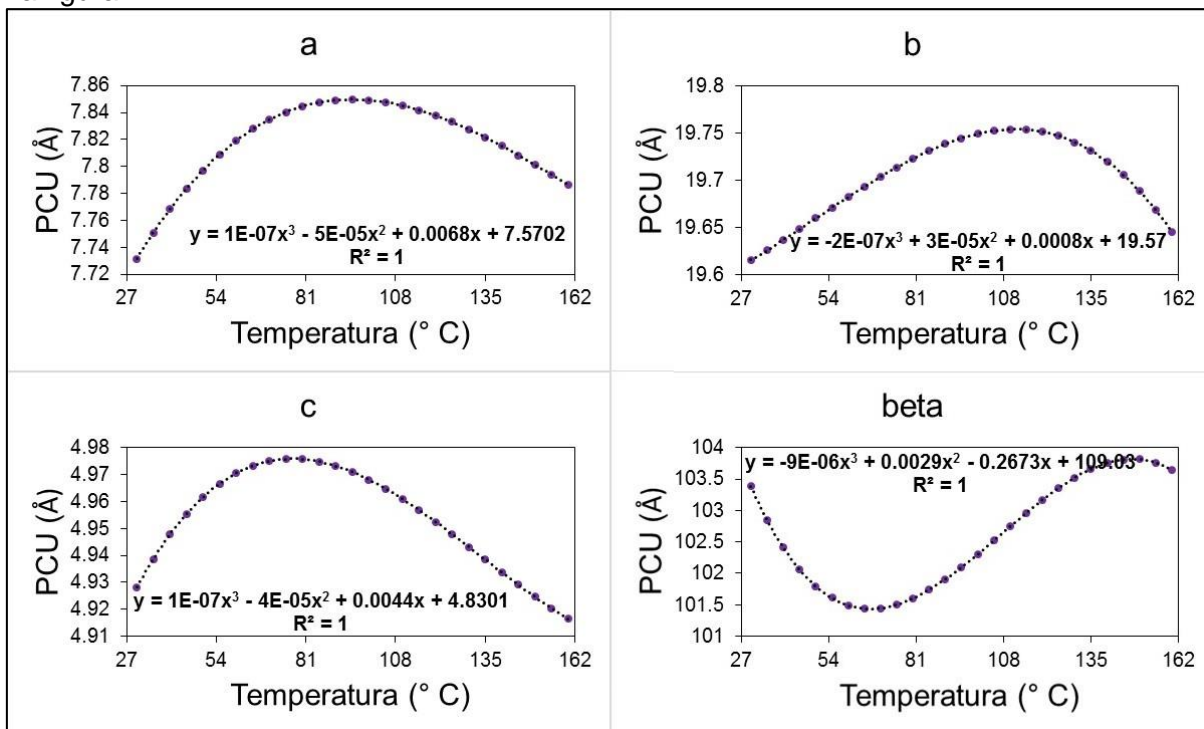 a
PCU (Å)
7.86
7.84
7.82
7.8
7.78
7.76
7.74
7.72
y = 1E-07x³ - 5E-05x² + 0.0068x + 7.5702
R² = 1
27 54 81 108 135 162
Temperatura (° C)
b
PCU (Å)
19.8
19.75
19.7
19.65
19.6
y = -2E-07x³ + 3E-05x² + 0.0008x + 19.57
R² = 1
27 54 81 108 135 162
Temperatura (° C)
c
PCU (Å)
4.98
4.97
4.96
4.95
4.94
4.93
4.92
4.91
y = 1E-07x³ - 4E-05x² + 0.0044x + 4.8301
R² = 1
27 54 81 108 135 162
Temperatura (° C)
beta
PCU (Å)
104
103.5
103
102.5
102
101.5
101
y = -9E-06x³ + 0.0029x² - 0.2673x + 109.03
R² = 1
27 54 81 108 135 162
Temperatura (° C)